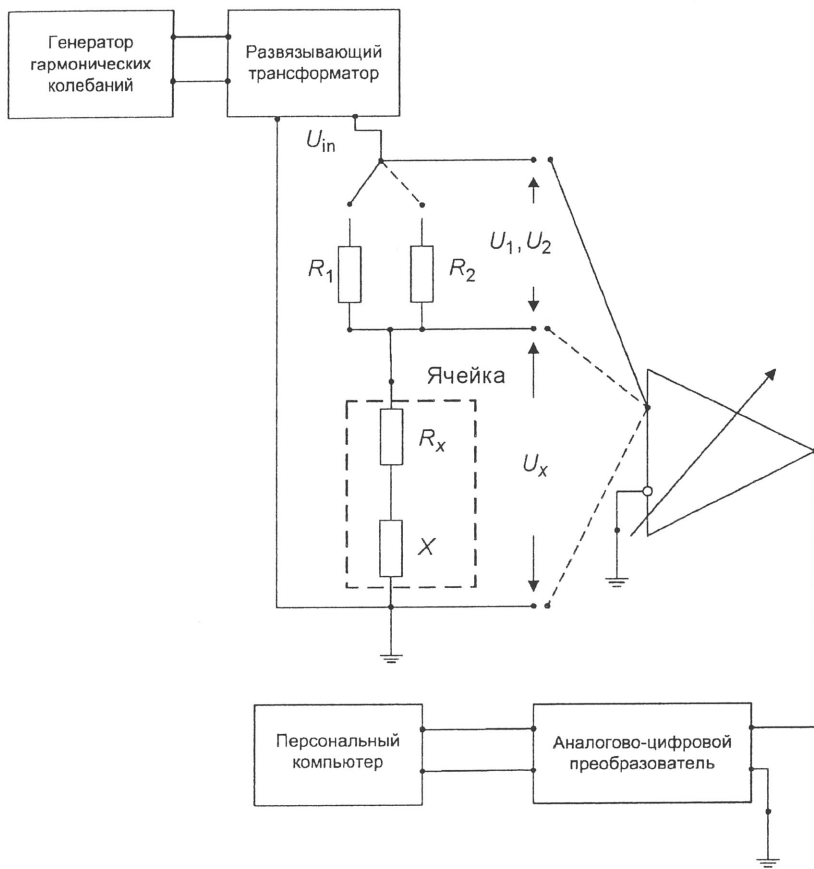 Генератор
гармонических
колебаний
Развязывающий
трансформатор
U_in
R_1
R_2
U_1, U_2
Ячейка
R_x
U_x
X
Персональный
компьютер
Аналогово-цифровой
преобразователь